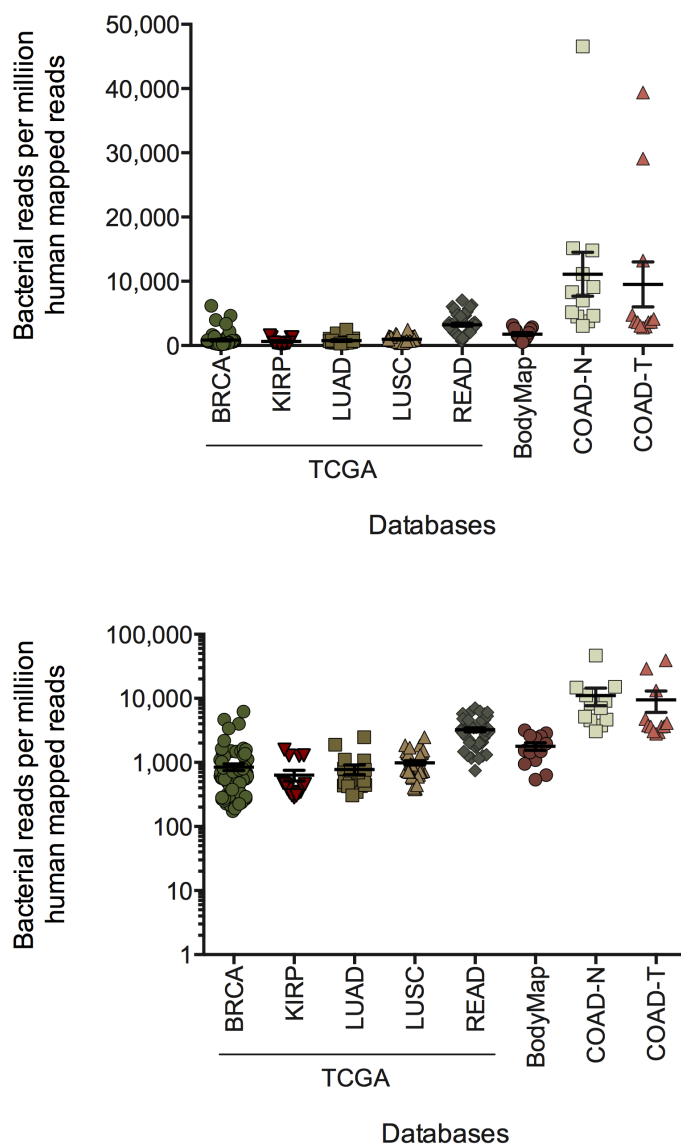 Bacterial reads per milliion
human mapped reads
50,000
40,000
30,000
20,000
10,000
0
BRCA
KIRP
LUAD
LUSC
READ
BodyMap
COAD-N
COAD-T
TCGA
Databases
Bacterial reads per milliion
human mapped reads
100,000
10,000
1,000
100
10
1
BRCA
KIRP
LUAD
LUSC
READ
BodyMap
COAD-N
COAD-T
TCGA
Databases